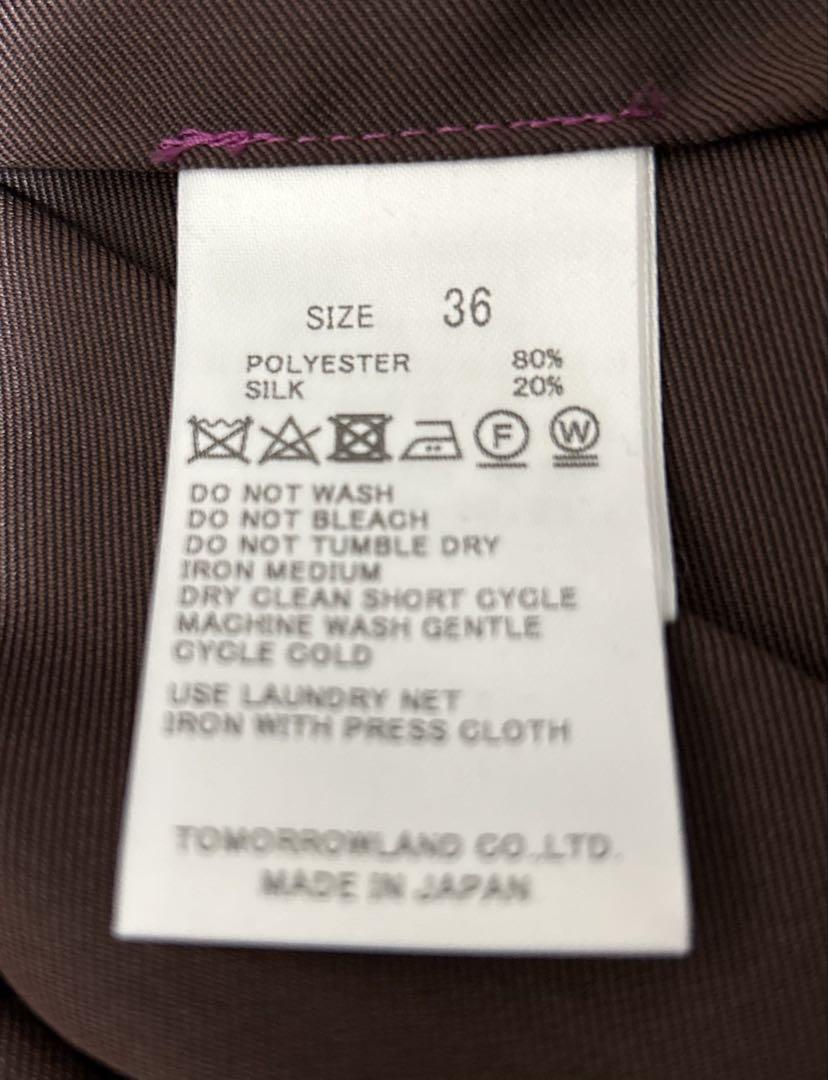 SIZE 36
POLYESTER 80%
SILK 20%
F W
DO NOT WASH
DO NOT BLEACH
DO NOT TUMBLE DRY
IRON MEDIUM
DRY CLEAN SHORT CYCLE
MACHINE WASH GENTLE
CYCLE COLD
USE LAUNDRY NET
IRON WITH PRESS CLOTH
TOMORROWLAND CO.,LTD.
MADE IN JAPAN